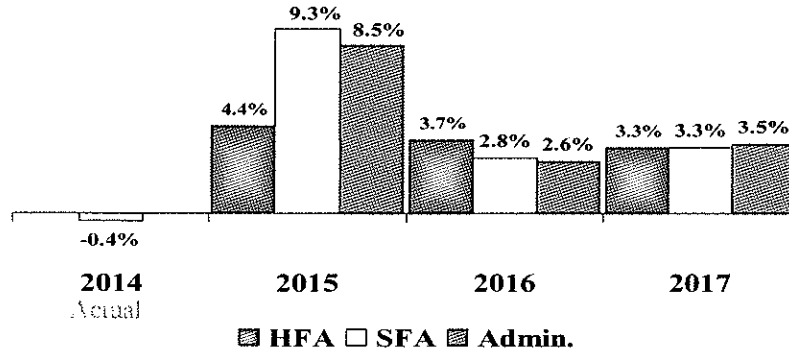 9.3%
8.5%
4.4%
3.7%
2.8%
2.6%
3.3% 3.3% 3.5%
-0.4%
2014 2015 2016 2017
Actual
HFA SFA Admin.